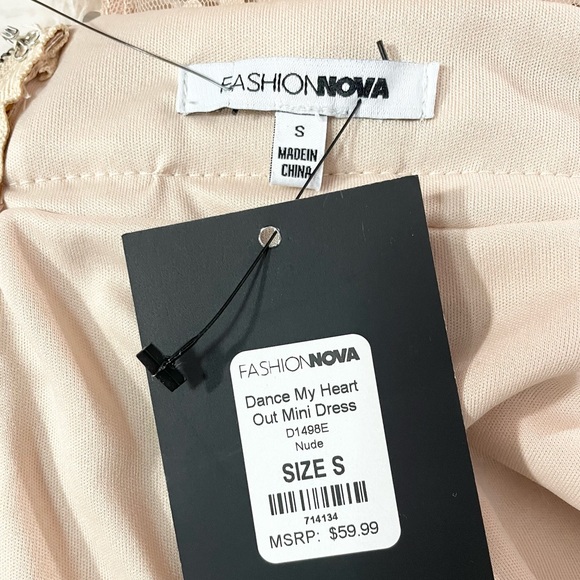 FASHIONNOVA
S
MADEIN
CHINA
FASHIONNOVA
Dance My Heart
Out Mini Dress
D1498E
Nude
SIZE S
714134
MSRP: $59.99